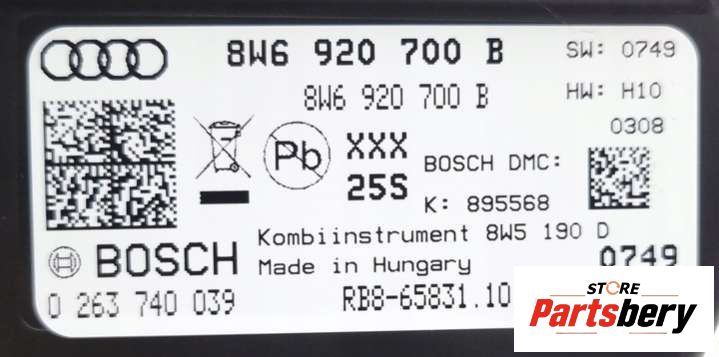 8W6 920 700 B SW: 0749
8W6 920 700 B HW: H10
0308
Pb XXX BOSCH DMC:
25S K: 895568
Kombiinstrument 8W5 190 D
BOSCH Made in Hungary 0749
0 263 740 039 RB8-65831.10
STORE
Partsbery